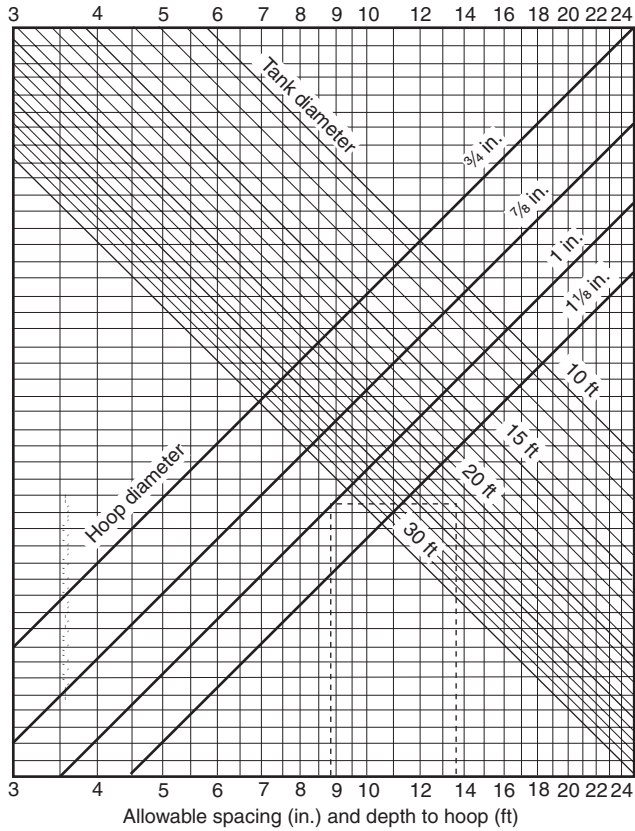 3 4 5 6 7 8 9 10 12 14 16 18 20 22 24
Tank diameter
3/4 in.
7/8 in.
1 in.
1 1/8 in.
10 ft
15 ft
20 ft
30 ft
Hoop diameter
3 4 5 6 7 8 9 10 12 14 16 18 20 22 24
Allowable spacing (in.) and depth to hoop (ft)